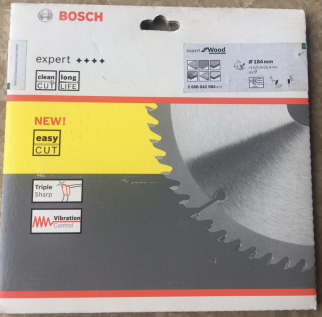 BOSCH
expert
expert for Wood
clean CUT
long LIFE
Ø 184 mm
NEW!
easy CUT
Triple Sharp
Vibration Control